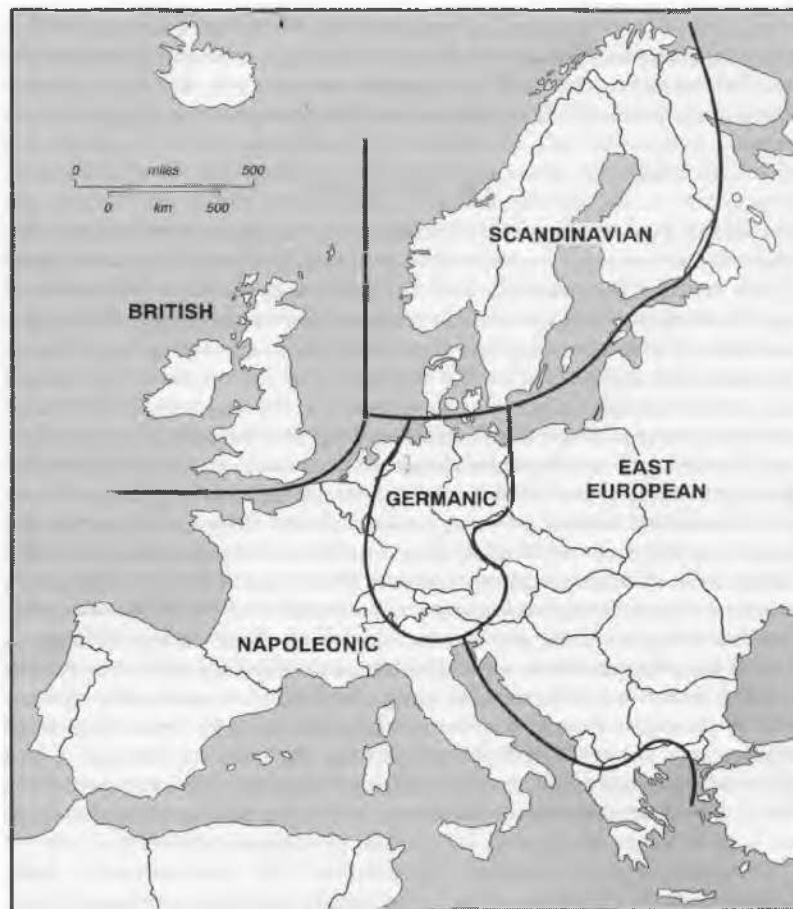 0 miles 500
0 km 500
SCANDINAVIAN
BRITISH
EAST
EUROPEAN
GERMANIC
NAPOLEONIC